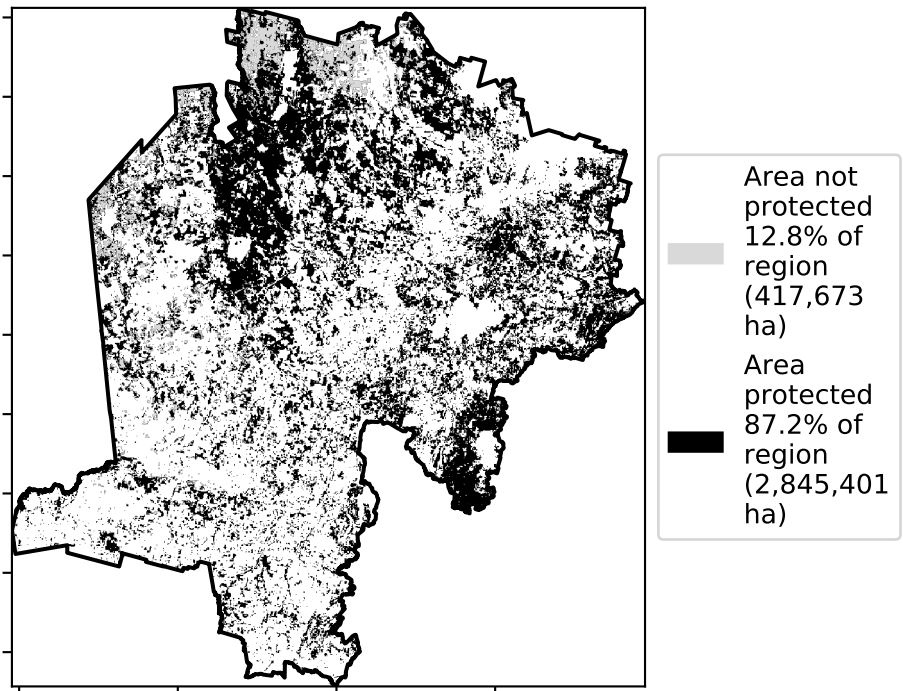 Area not
protected
12.8% of
region
(417,673
ha)
Area
protected
87.2% of
region
(2,845,401
ha)